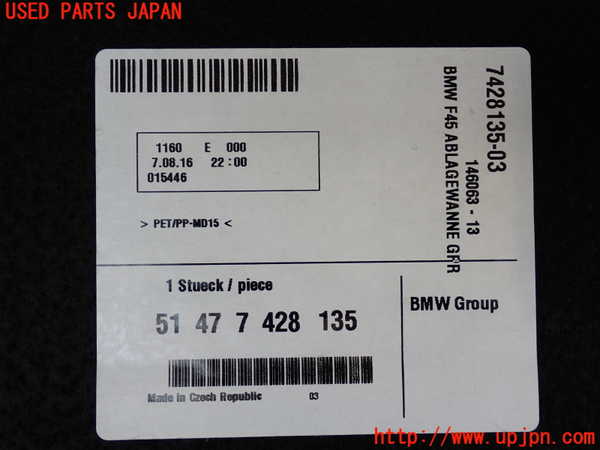 USED PARTS JAPAN
1160 E 000
7.08.16 22:00
015446
> PET/PP-MD15 <
7428135-03
146063 - 13
BMW F45 ABLAGEWANNE GRR
1 Stueck / piece
51 47 7 428 135
BMW Group
Made in Czech Republic 03
http://www.upjpn.com/